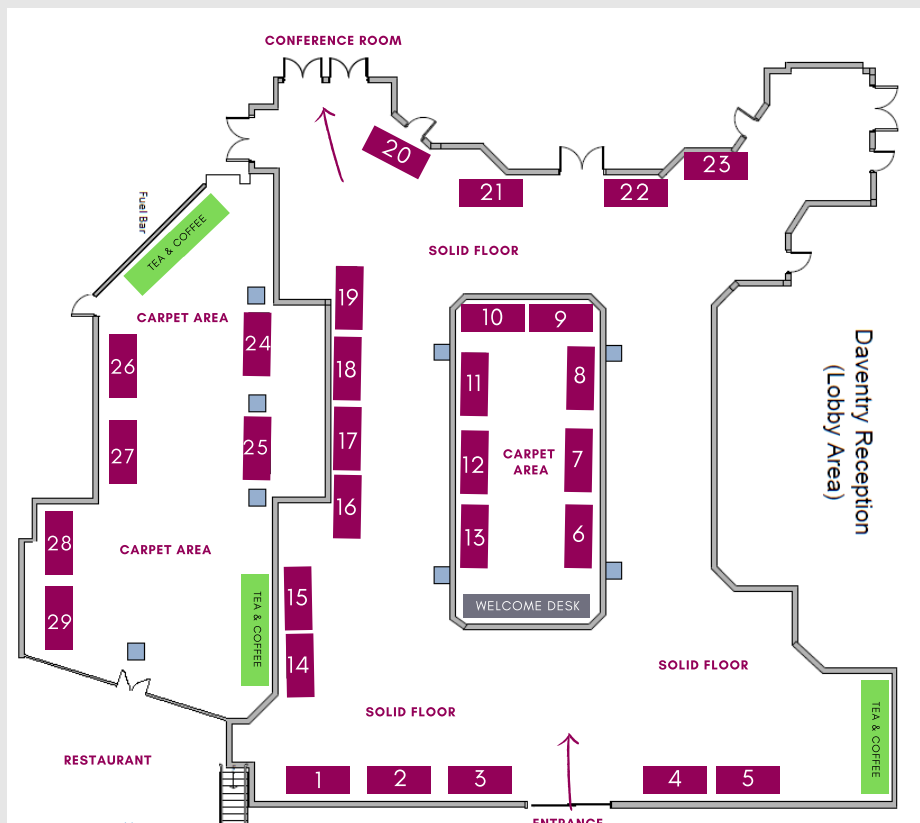 CONFERENCE ROOM
20
23
21
22
Fuel Bar
TEA & COFFEE
SOLID FLOOR
CARPET AREA
19
10
9
24
26
18
11
8
Daventry Reception
(Lobby Area)
25
27
17
12
CARPET
AREA
7
16
28
CARPET AREA
13
6
15
WELCOME DESK
29
TEA & COFFEE
14
SOLID FLOOR
SOLID FLOOR
TEA & COFFEE
RESTAURANT
1
2
3
4
5
ENTRANCE